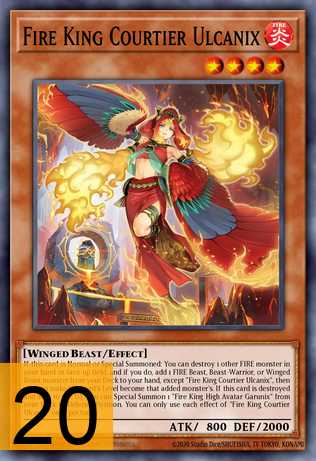 Fire King Courtier Ulcanix
FIRE
炎
[Winged Beast/Effect]
If this card is Normal or Special Summoned: You can destroy 1 other FIRE monster in
your hand or face-up field, and if you do, add 1 FIRE Beast, Beast-Warrior, or Winged
Beast monster from your Deck to your hand, except "Fire King Courtier Ulcanix", then
Level become that added monster's. If this card is destroyed
can Special Summon 1 "Fire King High Avatar Garunix" from
Position. You can only use each effect of "Fire King Courtier
20
ATK/ 800 DEF/2000
©2020 Studio Dice/SHUEISHA, TV TOKYO, KONAMI